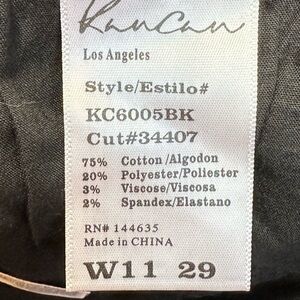 KanCan
Los Angeles
Style/Estilo#
KC6005BK
Cut#34407
75% Cotton/Algodon
20% Polyester/Poliester
3% Viscose/Viscosa
2% Spandex/Elastano
RN# 144635
Made in CHINA
W11 29